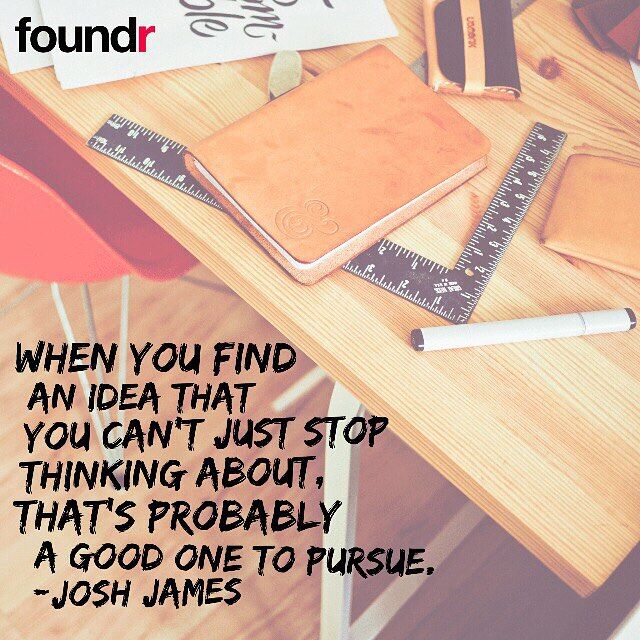 foundr
WHEN YOU FIND
AN IDEA THAT
YOU CAN'T JUST STOP
THINKING ABOUT,
THAT'S PROBABLY
A GOOD ONE TO PURSUE.
-JOSH JAMES